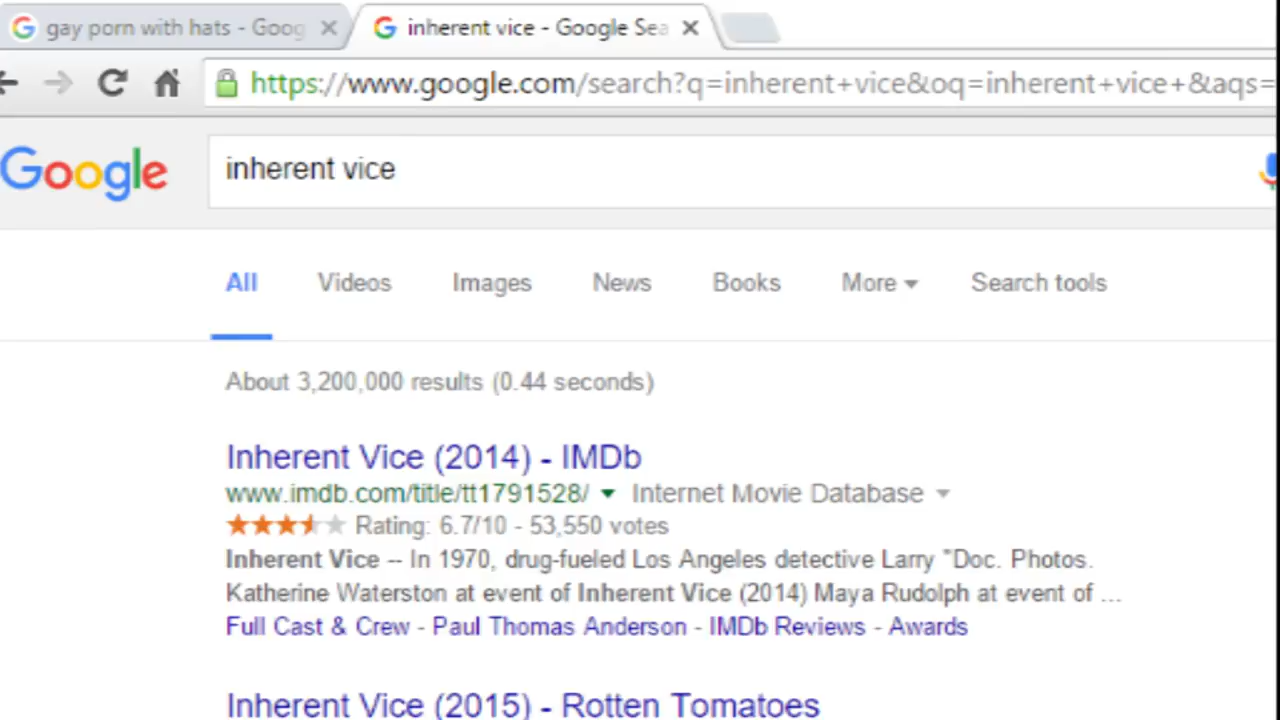 gay porn with hats - Goog
inherent vice - Google Sea
https://www.google.com/search?q=inherent+vice&oq=inherent+vice+&aqs=
Google
inherent vice
All Videos Images News Books More Search tools
About 3,200,000 results (0.44 seconds)
Inherent Vice (2014) - IMDb
www.imdb.com/title/tt1791528/ Internet Movie Database
Rating: 6.7/10 - 53,550 votes
Inherent Vice -- In 1970, drug-fueled Los Angeles detective Larry "Doc. Photos.
Katherine Waterston at event of Inherent Vice (2014) Maya Rudolph at event of ...
Full Cast & Crew - Paul Thomas Anderson - IMDb Reviews - Awards
Inherent Vice (2015) - Rotten Tomatoes